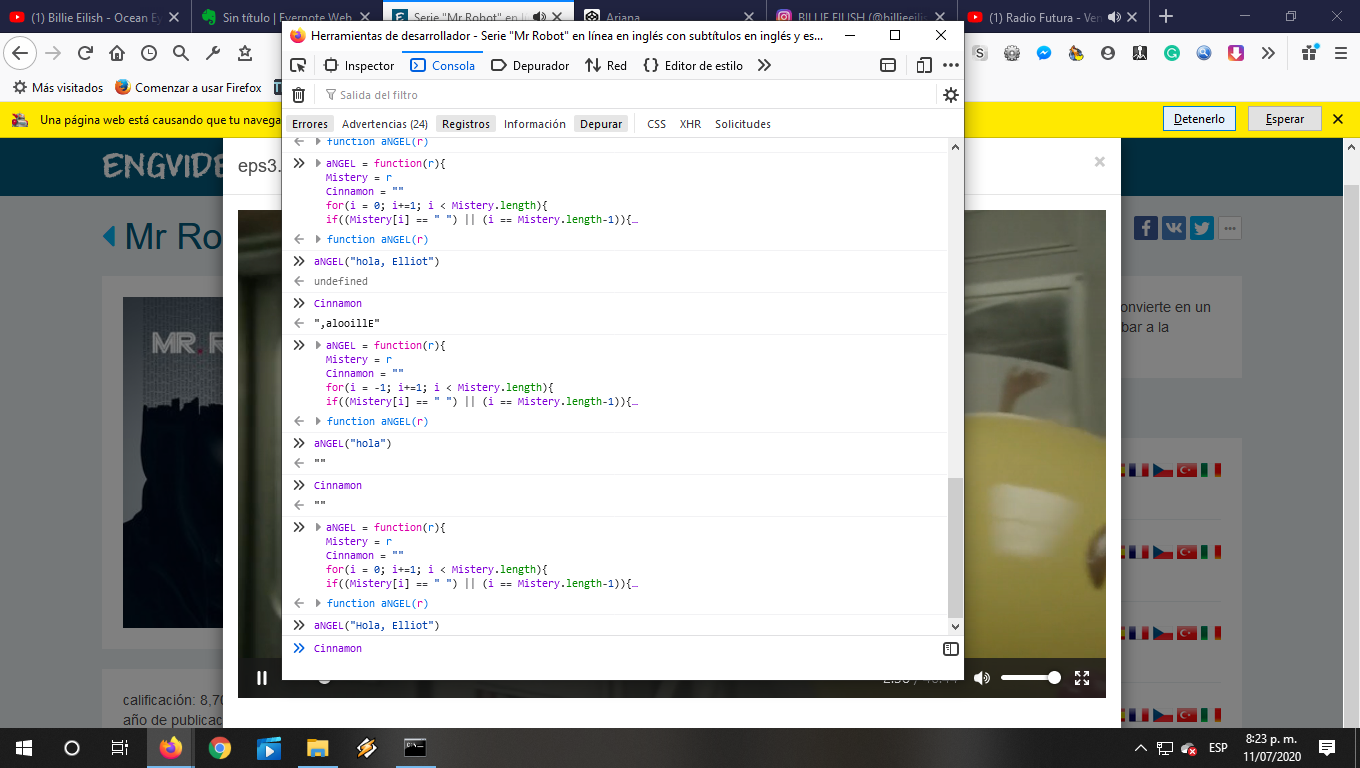 (1) Billie Eilish - Ocean Ey
Sin título | Evernote Web
Serie "Mr Robot" en lí
Ariana
BILLIE EILISH (@billieeilis
(1) Radio Futura - Ven
Herramientas de desarrollador - Serie "Mr Robot" en línea en inglés con subtítulos en inglés y es...
Inspector
Consola
Depurador
Red
Editor de estilo
Más visitados
Comenzar a usar Firefox
Salida del filtro
Una página web está causando que tu navega
Detenerlo
Esperar
Errores
Advertencias (24)
Registros
Información
Depurar
CSS
XHR
Solicitudes
ENGVIDE
eps3.
Mr Ro
MR. R
function aNGEL(r)
aNGEL = function(r){
Mistery = r
Cinnamon = ""
for(i = 0; i+=1; i < Mistery.length){
if((Mistery[i] == " ") || (i == Mistery.length-1)){…
function aNGEL(r)
aNGEL("hola, Elliot")
undefined
Cinnamon
",alooillE"
aNGEL = function(r){
Mistery = r
Cinnamon = ""
for(i = -1; i+=1; i < Mistery.length){
if((Mistery[i] == " ") || (i == Mistery.length-1)){…
function aNGEL(r)
aNGEL("hola")
""
Cinnamon
""
aNGEL = function(r){
Mistery = r
Cinnamon = ""
for(i = 0; i+=1; i < Mistery.length){
if((Mistery[i] == " ") || (i == Mistery.length-1)){…
function aNGEL(r)
aNGEL("Hola, Elliot")
Cinnamon
onvierte en un
bar a la
calificación: 8,70
año de publicac
ESP
8:23 p. m.
11/07/2020